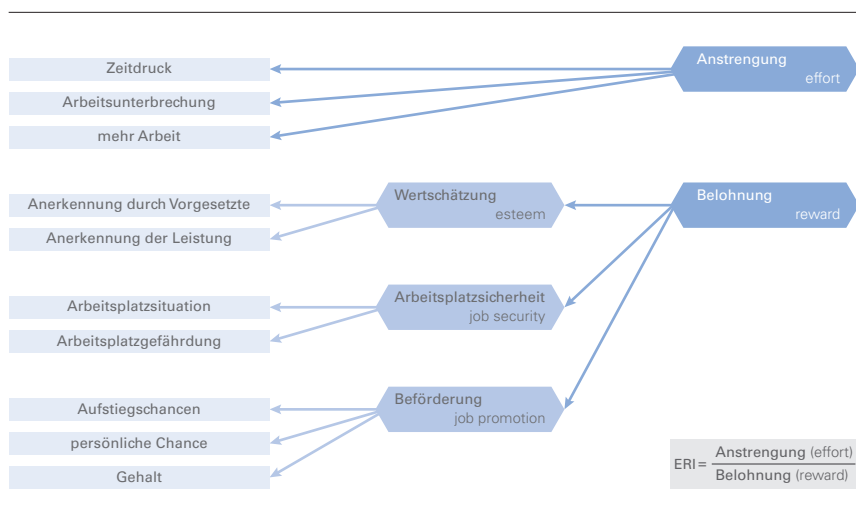 Zeitdruck
Anstrengung
effort
Arbeitsunterbrechung
mehr Arbeit
Anerkennung durch Vorgesetzte
Wertschätzung
esteem
Belohnung
reward
Anerkennung der Leistung
Arbeitsplatzsituation
Arbeitsplatzsicherheit
job security
Arbeitsplatzgefährdung
Aufstiegschancen
Beförderung
job promotion
persönliche Chance
Gehalt
ERI = Anstrengung (effort)
Belohnung (reward)